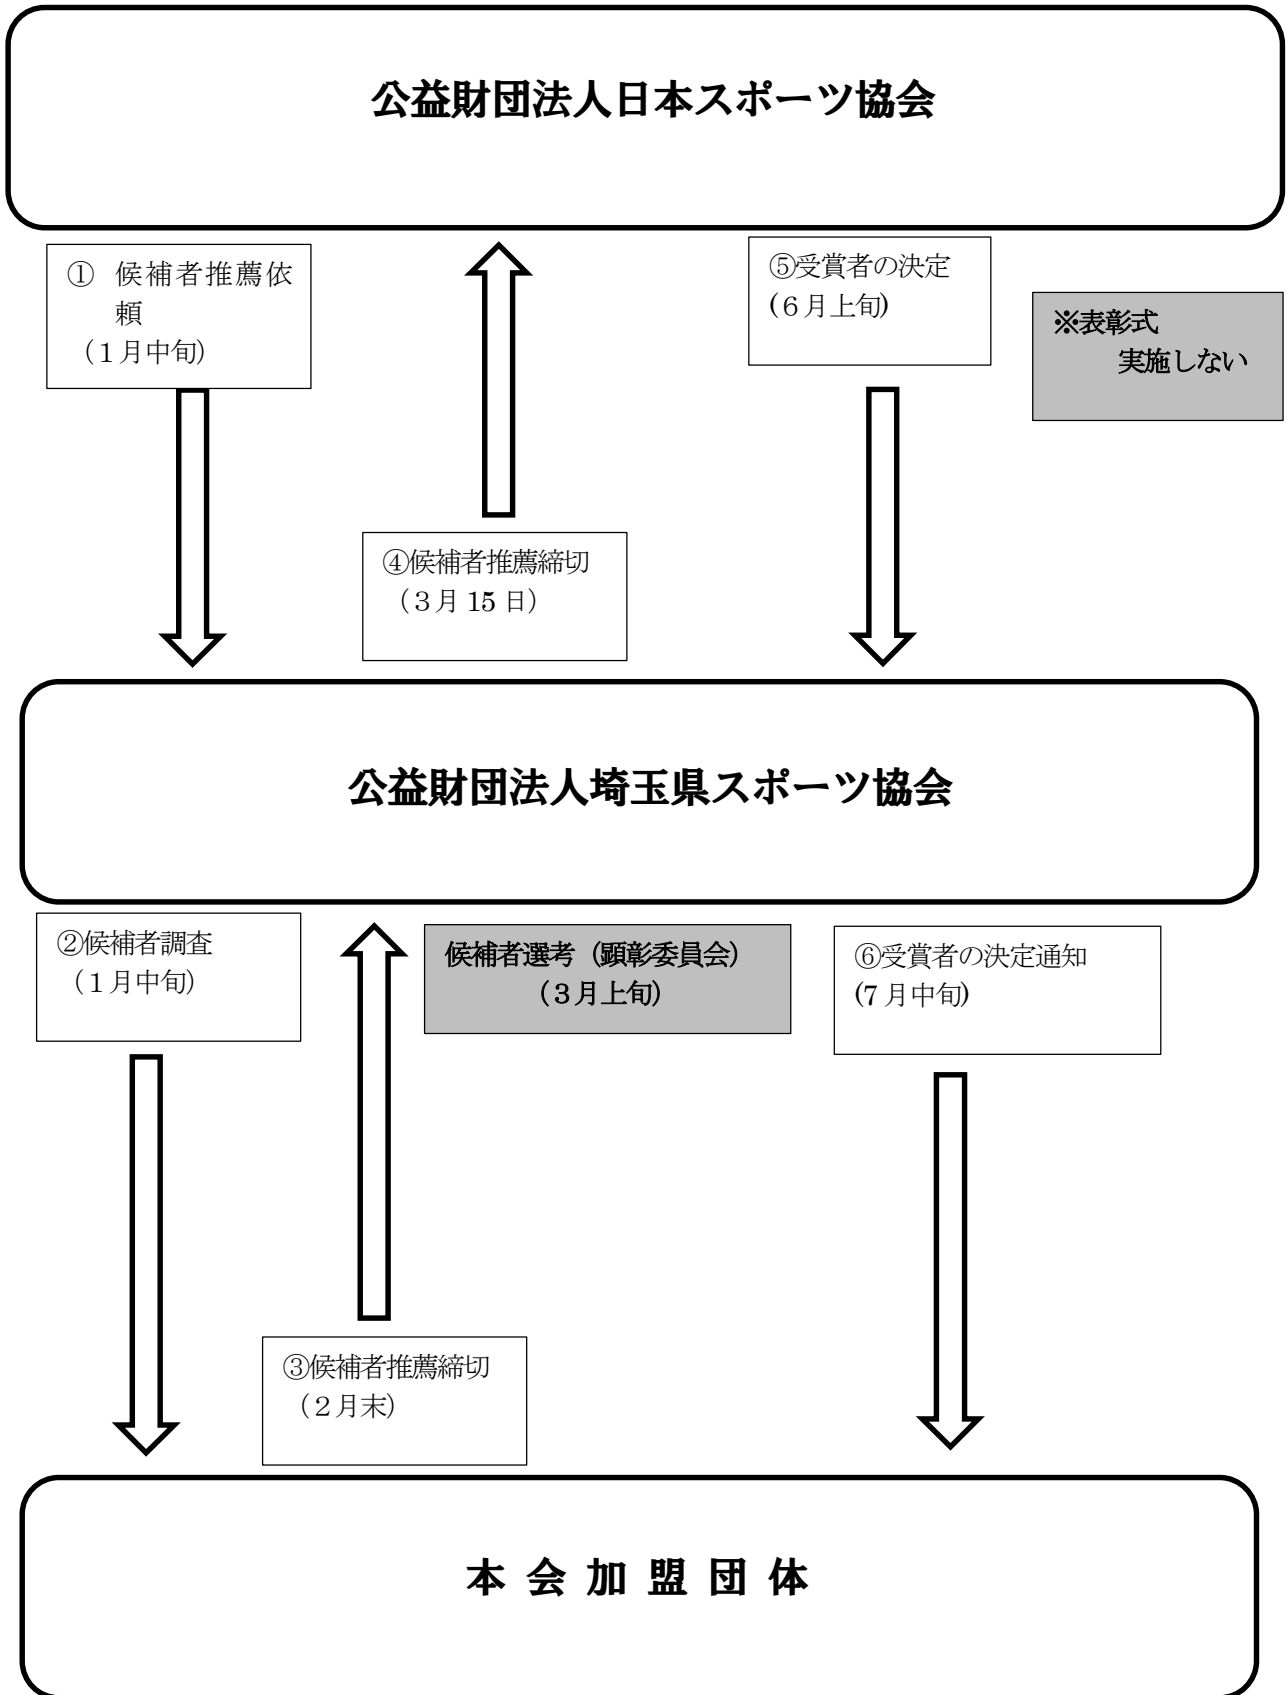 公益財団法人日本スポーツ協会
① 候補者推薦依
頼
(1月中旬)
⑤受賞者の決定
(6月上旬)
※表彰式
実施しない
④候補者推薦締切
(3月 15 日)
公益財団法人埼玉県スポーツ協会
②候補者調査
(1月中旬)
候補者選考(顕彰委員会)
(3月上旬)
⑥受賞者の決定通知
(7月中旬)
③候補者推薦締切
(2月末)
本 会 加 盟 団 体